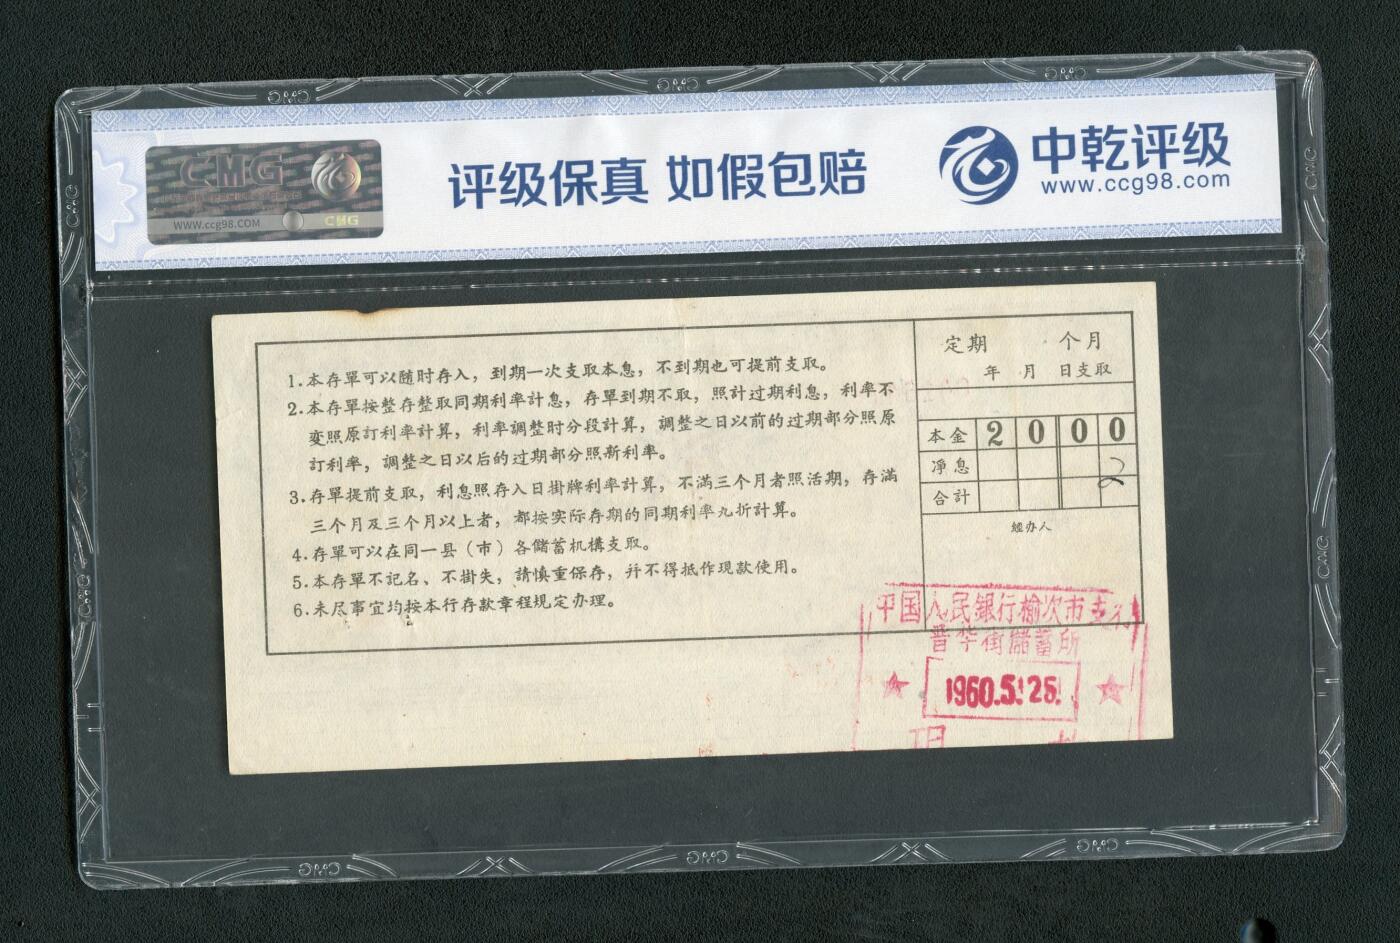 CMG
www.ccg98.COM
CMG
评级保真 如假包赔
中乾评级
www.ccg98.com
1.本存單可以随时存入，到期一次支取本息，不到期也可提前支取。
2.本存單按整存整取同期利率計息，存單到期不取，照計过期利息，利率不
变照原訂利率計算，利率調整时分段計算，調整之日以前的过期部分照原
訂利率，調整之日以后的过期部分照新利率。
3.存單提前支取，利息照存入日掛牌利率計算，不滿三个月者照活期，存滿
三个月及三个月以上者，都按实际存期的同期利率九折計算。
4.存單可以在同一县（市）各儲蓄机構支取。
5.本存單不記名、不掛失，請慎重保存，幷不得抵作現款使用。
6.未尽事宜均按本行存款章程規定办理。
定期 个月
年 月 日支取
本金 2 0 0 0
净息 2
合計
經办人
中国人民銀行榆次市支行
晋华街儲蓄所
1960.5.25